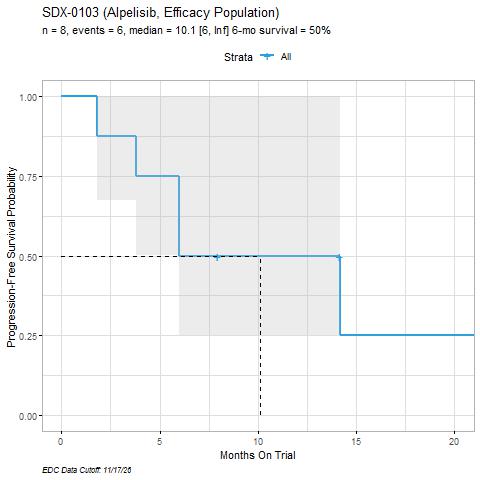 SDX-0103 (Alpelisib, Efficacy Population)
n = 8, events = 6, median = 10.1 [6, Inf] 6-mo survival = 50%
Strata All
1.00
0.75
0.50
0.25
0.00
Progression-Free Survival Probability
0 5 10 15 20
Months On Trial
EDC Data Cutoff: 11/17/26